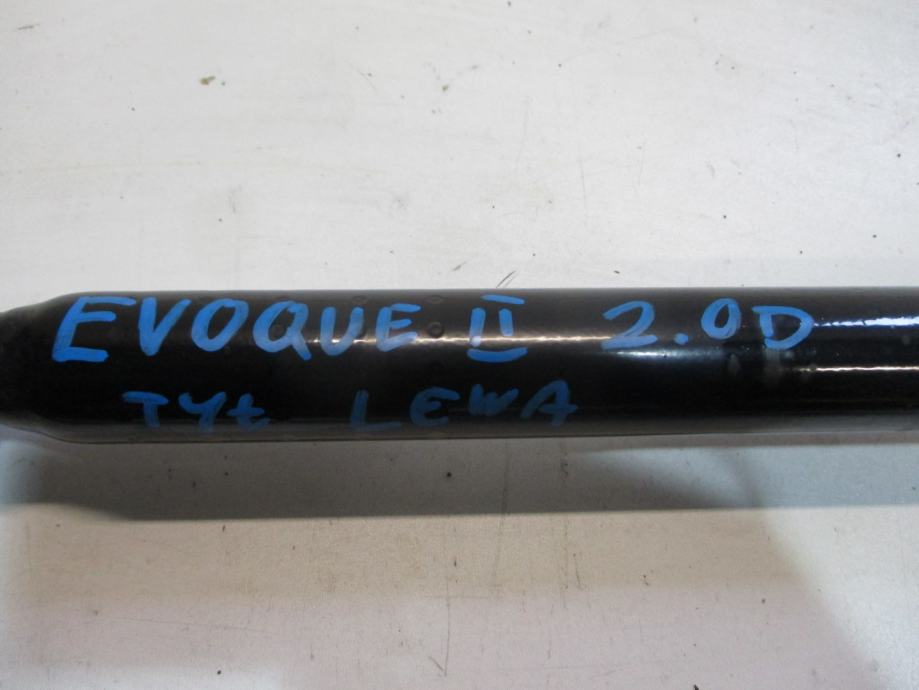 EVOQUE II 2.0D
TYŁ LEWA